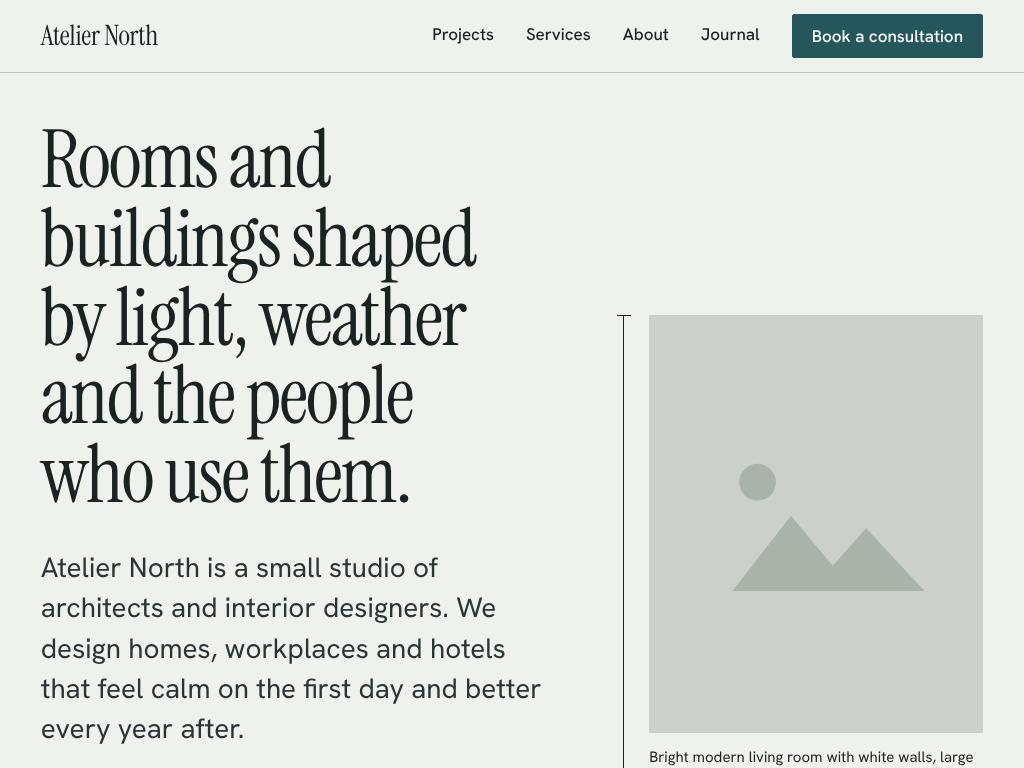 Atelier North
Projects
Services
About
Journal
Book a consultation
Rooms and
buildings shaped
by light, weather
and the people
who use them.
Atelier North is a small studio of
architects and interior designers. We
design homes, workplaces and hotels
that feel calm on the first day and better
every year after.
Bright modern living room with white walls, large